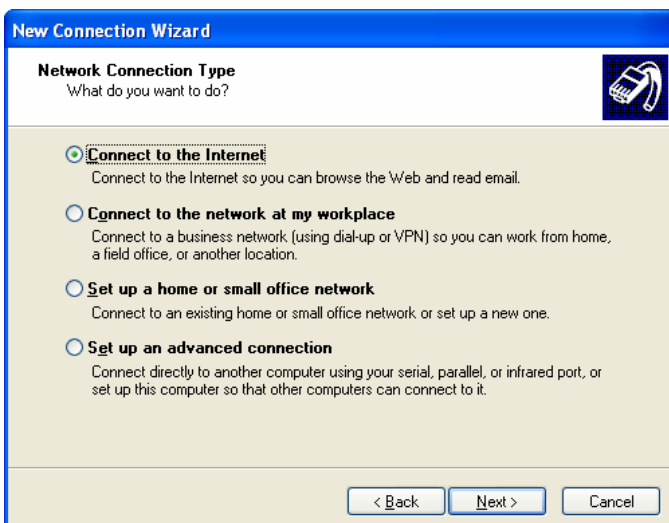 New Connection Wizard
Network Connection Type
What do you want to do?
Connect to the Internet
Connect to the Internet so you can browse the Web and read email.
Connect to the network at my workplace
Connect to a business network (using dial-up or VPN) so you can work from home,
a field office, or another location.
Set up a home or small office network
Connect to an existing home or small office network or set up a new one.
Set up an advanced connection
Connect directly to another computer using your serial, parallel, or infrared port, or
set up this computer so that other computers can connect to it.
< Back Next > Cancel